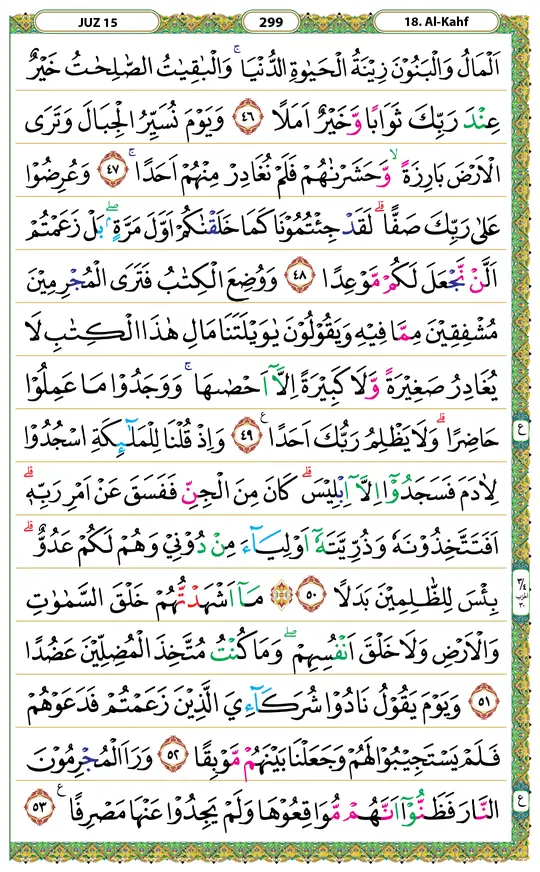 JUZ 15
299
18. Al-Kahf
اَلْمَالُ وَالْبَنُوْنَ زِيْنَةُ الْحَيٰوةِ الدُّنْيَا ۚ وَالْبٰقِيٰتُ الصّٰلِحٰتُ خَيْرٌ
عِنْدَ رَبِّكَ ثَوَابًا وَّخَيْرٌ اَمَلًا ٤٦ وَيَوْمَ نُسَيِّرُ الْجِبَالَ وَتَرَى
الْاَرْضَ بَارِزَةً ۙ وَّحَشَرْنٰهُمْ فَلَمْ نُغَادِرْ مِنْهُمْ اَحَدًا ۚ ٤٧ وَعُرِضُوْا
عَلٰى رَبِّكَ صَفًّا ۗ لَقَدْ جِئْتُمُوْنَا كَمَا خَلَقْنٰكُمْ اَوَّلَ مَرَّةٍ ۢ ۖ بَلْ زَعَمْتُمْ
اَلَّنْ نَّجْعَلَ لَكُمْ مَّوْعِدًا ٤٨ وَوُضِعَ الْكِتٰبُ فَتَرَى الْمُجْرِمِيْنَ
مُشْفِقِيْنَ مِمَّا فِيْهِ وَيَقُوْلُوْنَ يٰوَيْلَتَنَا مَالِ هٰذَا الْكِتٰبِ لَا
يُغَادِرُ صَغِيْرَةً وَّلَا كَبِيْرَةً اِلَّآ اَحْصٰىهَا ۚ وَوَجَدُوْا مَا عَمِلُوْا
حَاضِرًا ۗ وَلَا يَظْلِمُ رَبُّكَ اَحَدًا ࣖ ٤٩ وَاِذْ قُلْنَا لِلْمَلٰۤىِٕكَةِ اسْجُدُوْا
ع
لِاٰدَمَ فَسَجَدُوْٓا اِلَّآ اِبْلِيْسَ ۗ كَانَ مِنَ الْجِنِّ فَفَسَقَ عَنْ اَمْرِ رَبِّهٖ ۗ
اَفَتَتَّخِذُوْنَهٗ وَذُرِّيَّتَهٗٓ اَوْلِيَاۤءَ مِنْ دُوْنِيْ وَهُمْ لَكُمْ عَدُوٌّ ۗ
بِئْسَ لِلظّٰلِمِيْنَ بَدَلًا ٥٠ ۞ مَآ اَشْهَدْتُّهُمْ خَلْقَ السَّمٰوٰتِ
٣/٤
الحزب
٣٠
وَالْاَرْضِ وَلَا خَلْقَ اَنْفُسِهِمْ ۖ وَمَا كُنْتُ مُتَّخِذَ الْمُضِلِّيْنَ عَضُدًا
٥١ وَيَوْمَ يَقُوْلُ نَادُوْا شُرَكَاۤءِيَ الَّذِيْنَ زَعَمْتُمْ فَدَعَوْهُمْ
فَلَمْ يَسْتَجِيْبُوْا لَهُمْ وَجَعَلْنَا بَيْنَهُمْ مَّوْبِقًا ٥٢ وَرَاَ الْمُجْرِمُوْنَ
النَّارَ فَظَنُّوْٓا اَنَّهُمْ مُّوَاقِعُوْهَا وَلَمْ يَجِدُوْا عَنْهَا مَصْرِفًا ࣖ ٥٣
ع